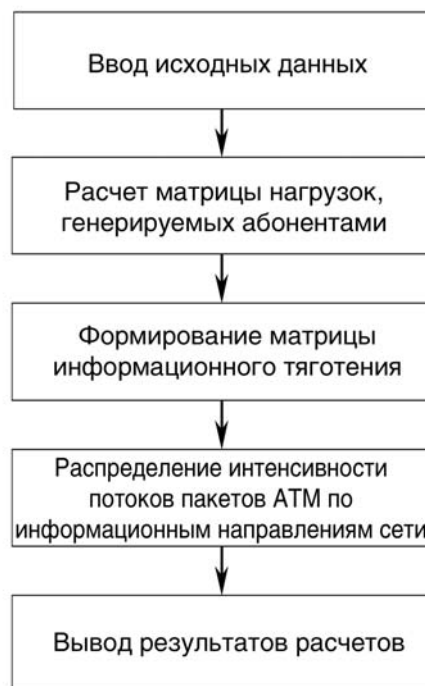 Ввод исходных данных
Расчет матрицы нагрузок,
генерируемых абонентами
Формирование матрицы
информационного тяготения
Распределение интенсивности
потоков пакетов АТМ по
информационным направлениям сети
Вывод результатов расчетов